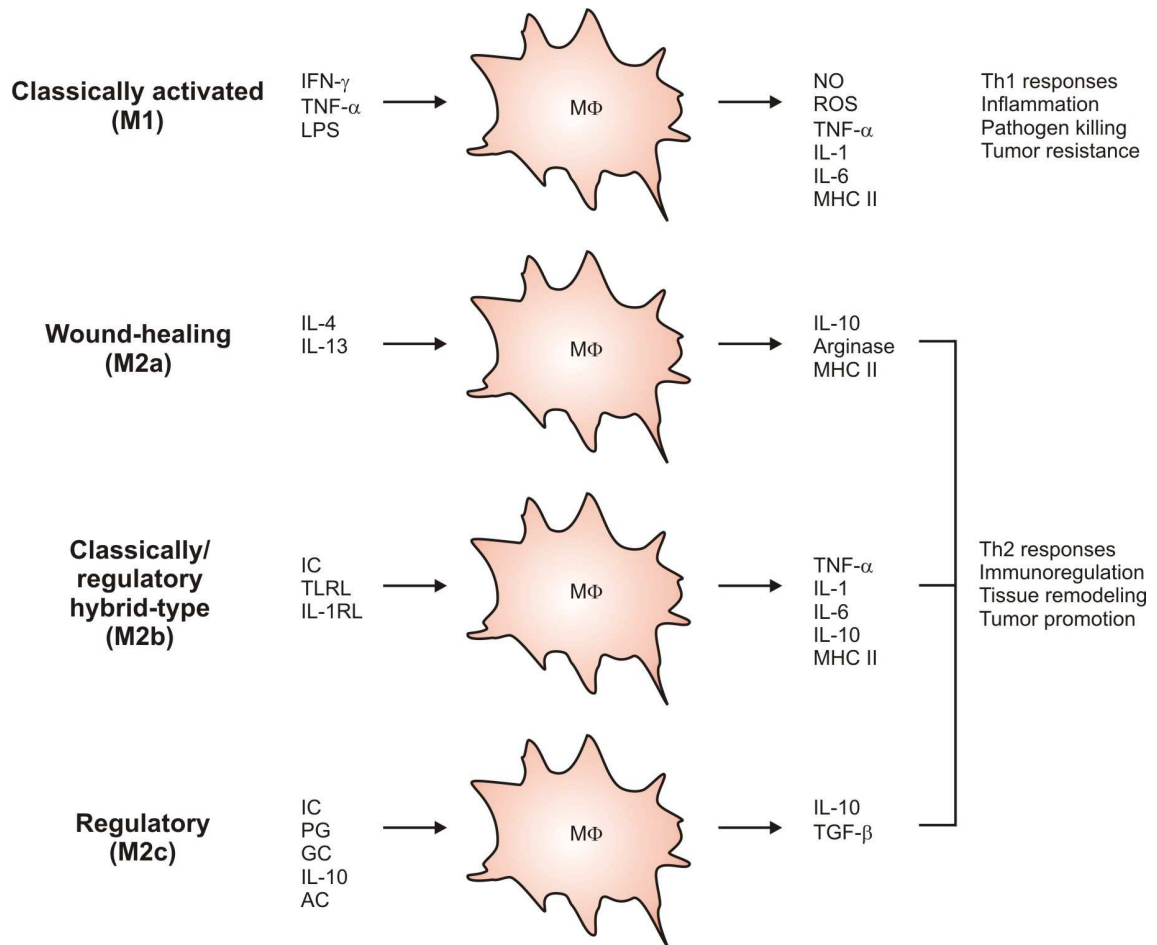 Classically activated
(M1)
IFN-γ
TNF-α
LPS
MΦ
NO
ROS
TNF-α
IL-1
IL-6
MHC II
Th1 responses
Inflammation
Pathogen killing
Tumor resistance
Wound-healing
(M2a)
IL-4
IL-13
MΦ
IL-10
Arginase
MHC II
Classically/
regulatory
hybrid-type
(M2b)
IC
TLRL
IL-1RL
MΦ
TNF-α
IL-1
IL-6
IL-10
MHC II
Th2 responses
Immunoregulation
Tissue remodeling
Tumor promotion
Regulatory
(M2c)
IC
PG
GC
IL-10
AC
MΦ
IL-10
TGF-β